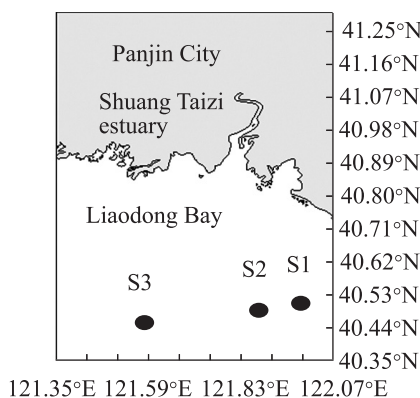 Panjin City
Shuang Taizi
estuary
Liaodong Bay
S3
S2
S1
41.25°N
41.16°N
41.07°N
40.98°N
40.89°N
40.80°N
40.71°N
40.62°N
40.53°N
40.44°N
40.35°N
121.35°E 121.59°E 121.83°E 122.07°E